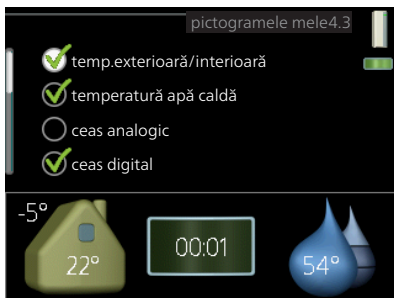 pictogramele mele4.3
temp.exterioară/interioară
temperatură apă caldă
ceas analogic
ceas digital
-5°
22°
00:01
54°